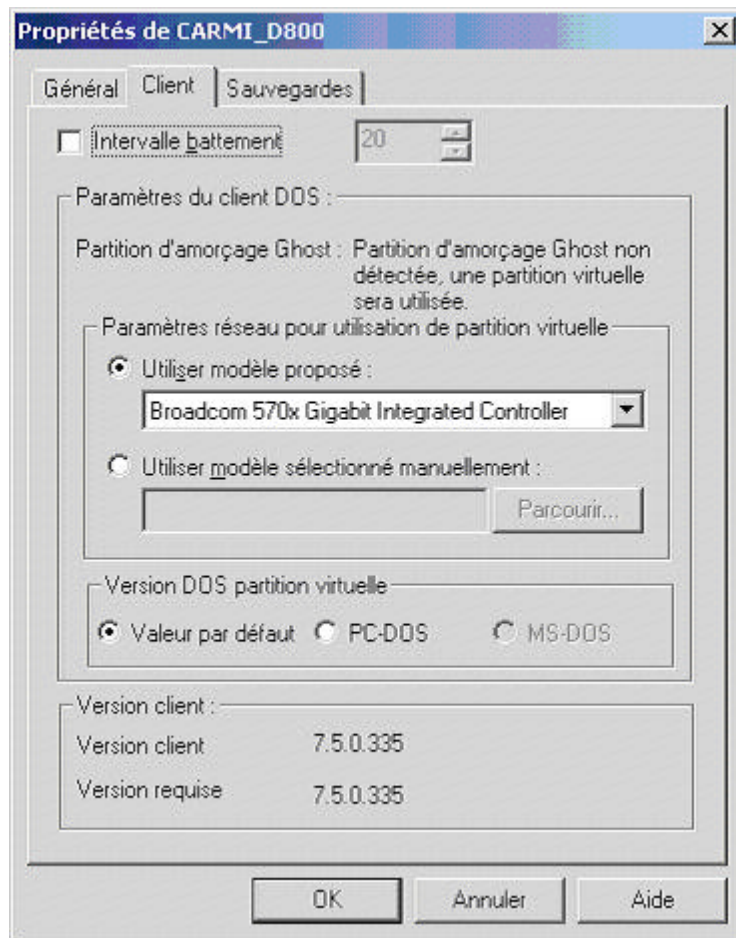 Propriétés de CARMI_D800
Général Client Sauvegardes
Intervalle battement 20
Paramètres du client DOS :
Partition d'amorçage Ghost : Partition d'amorçage Ghost non
détectée, une partition virtuelle
sera utilisée.
Paramètres réseau pour utilisation de partition virtuelle
Utiliser modèle proposé :
Broadcom 570x Gigabit Integrated Controller
Utiliser modèle sélectionné manuellement :
Parcourir...
Version DOS partition virtuelle
Valeur par défaut PC-DOS MS-DOS
Version client :
Version client 7.5.0.335
Version requise 7.5.0.335
OK Annuler Aide